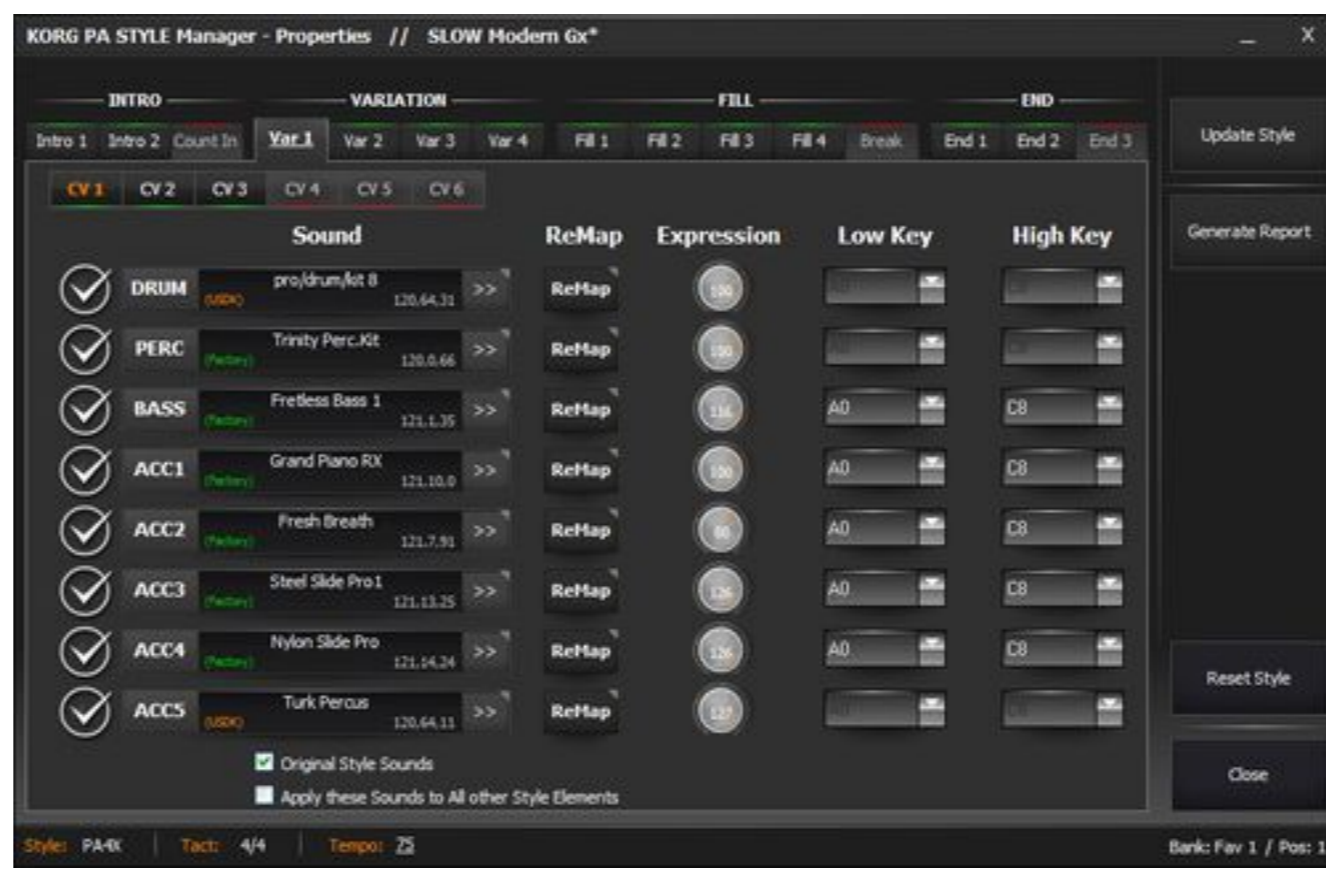 KORG PA STYLE Manager - Properties // SLOW Modern Gx*
_ X
INTRO VARIATION FILL END
Intro 1 Intro 2 Count In Var 1 Var 2 Var 3 Var 4 Fill 1 Fill 2 Fill 3 Fill 4 Break End 1 End 2 End 3
Update Style
CV 1 CV 2 CV 3 CV 4 CV 5 CV 6
Sound ReMap Expression Low Key High Key
Generate Report
DRUM pro/drum/kit 8 (USDK) 120.64.31 >> ReMap 100
PERC Trinity Perc.Kit (Factory) 120.0.66 >> ReMap 100
BASS Fretless Bass 1 (Factory) 121.1.35 >> ReMap 116 A0 C8
ACC1 Grand Piano RX (Factory) 121.10.0 >> ReMap 100 A0 C8
ACC2 Fresh Breath (Factory) 121.7.91 >> ReMap A0 C8
ACC3 Steel Slide Pro1 (Factory) 121.13.25 >> ReMap 126 A0 C8
ACC4 Nylon Slide Pro (Factory) 121.14.24 >> ReMap 126 A0 C8
Reset Style
ACC5 Turk Percus (USDK) 120.64.11 >> ReMap 127
Original Style Sounds
Apply these Sounds to All other Style Elements
Close
Style: PA4X Tact: 4/4 Tempo: 75 Bank: Fav 1 / Pos: 1